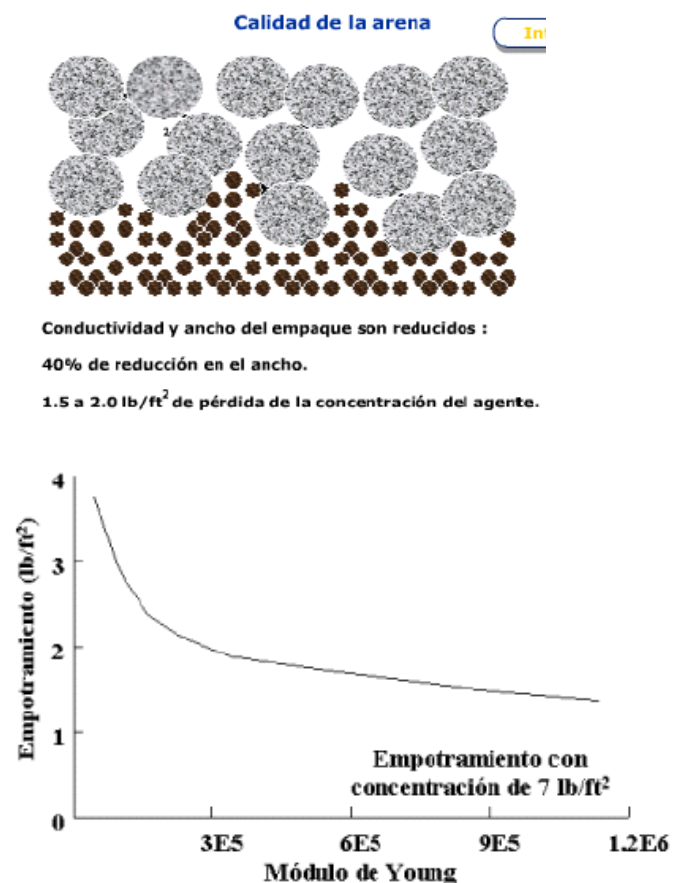 Calidad de la arena
Int
2
Conductividad y ancho del empaque son reducidos :
40% de reducción en el ancho.
1.5 a 2.0 lb/ft² de pérdida de la concentración del agente.
4
3
2
1
0
Empotramiento (lb/ft²)
Empotramiento con
concentración de 7 lb/ft²
3E5 6E5 9E5 1.2E6
Módulo de Young